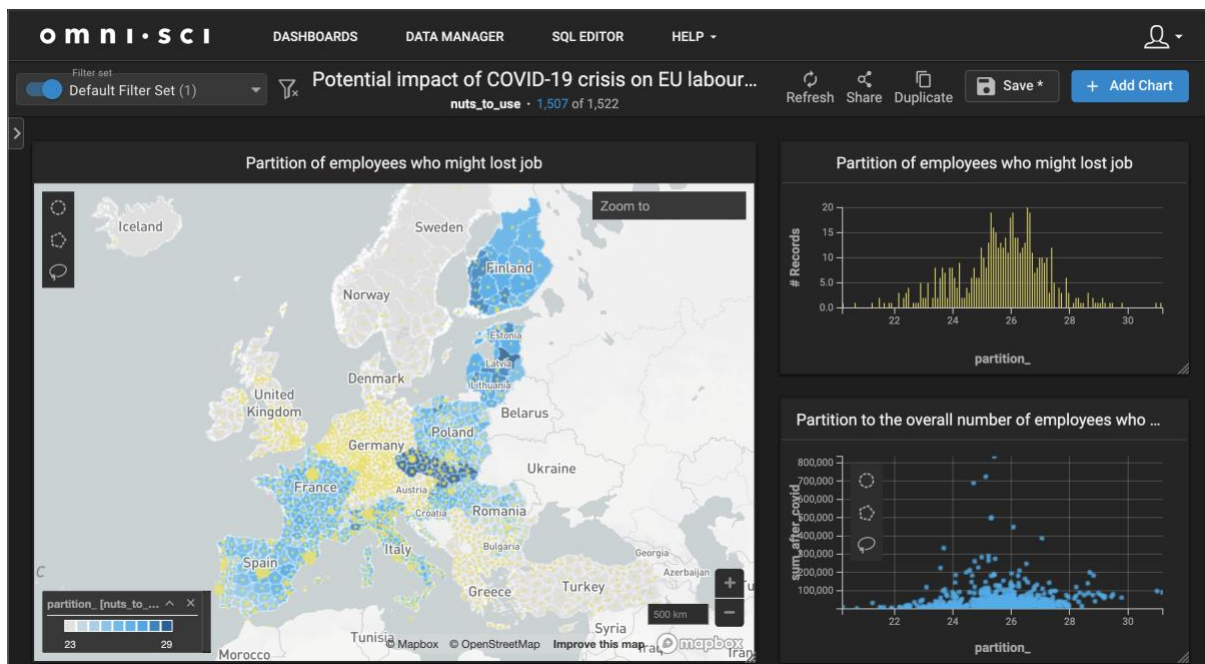 omni·sci
DASHBOARDS
DATA MANAGER
SQL EDITOR
HELP
Filter set
Default Filter Set (1)
Potential impact of COVID-19 crisis on EU labour...
nuts_to_use · 1,507 of 1,522
Refresh
Share
Duplicate
Save *
+ Add Chart
Partition of employees who might lost job
Zoom to
Iceland
Sweden
Finland
Norway
Estonia
Latvia
Lithuania
Denmark
United
Kingdom
Belarus
Poland
Germany
Ukraine
Austria
France
Croatia
Romania
Bulgaria
Italy
Spain
Georgia
Azerbaijan
Greece
Turkey
Syria
Tunisia
Morocco
partition_ [nuts_to_...
23
29
500 km
© Mapbox © OpenStreetMap Improve this map
mapbox
Partition of employees who might lost job
# Records
20
15
10
5.0
0.0
22
24
26
28
30
partition_
Partition to the overall number of employees who ...
sum_after_covid
800,000
700,000
600,000
500,000
400,000
300,000
200,000
100,000
22
24
26
28
30
partition_